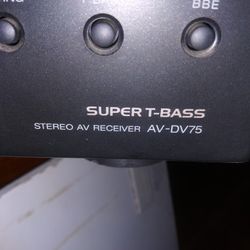 BBE
SUPER T-BASS
STEREO AV RECEIVER AV-DV75